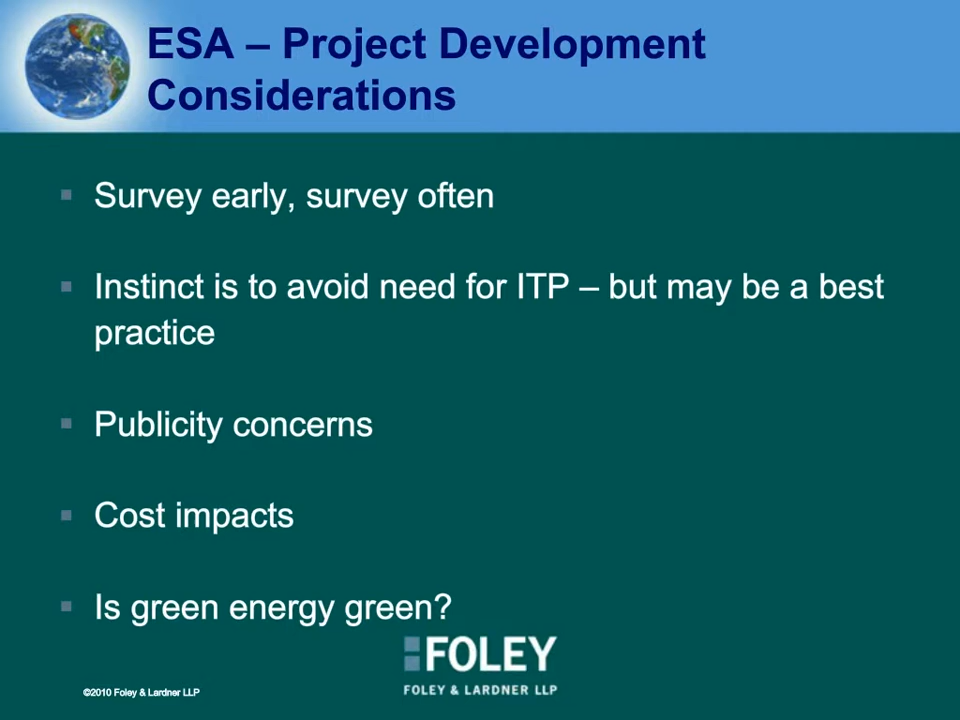 ESA – Project Development
Considerations
▪ Survey early, survey often
▪ Instinct is to avoid need for ITP – but may be a best
practice
▪ Publicity concerns
▪ Cost impacts
▪ Is green energy green?
FOLEY
FOLEY & LARDNER LLP
©2010 Foley & Lardner LLP